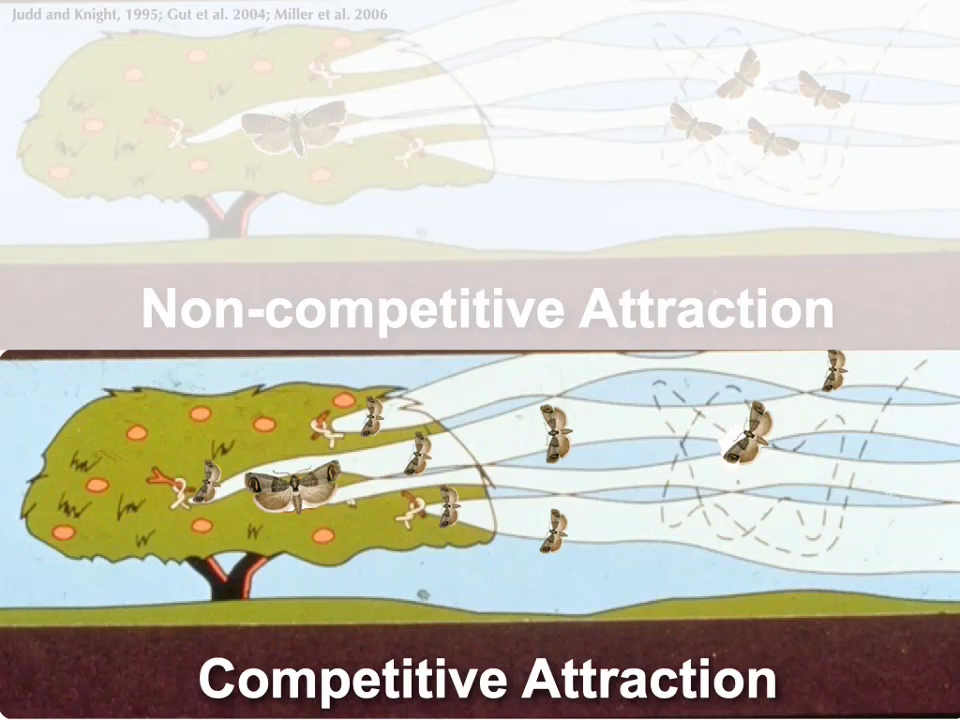 Judd and Knight, 1995; Gut et al. 2004; Miller et al. 2006
Non-competitive Attraction
Competitive Attraction